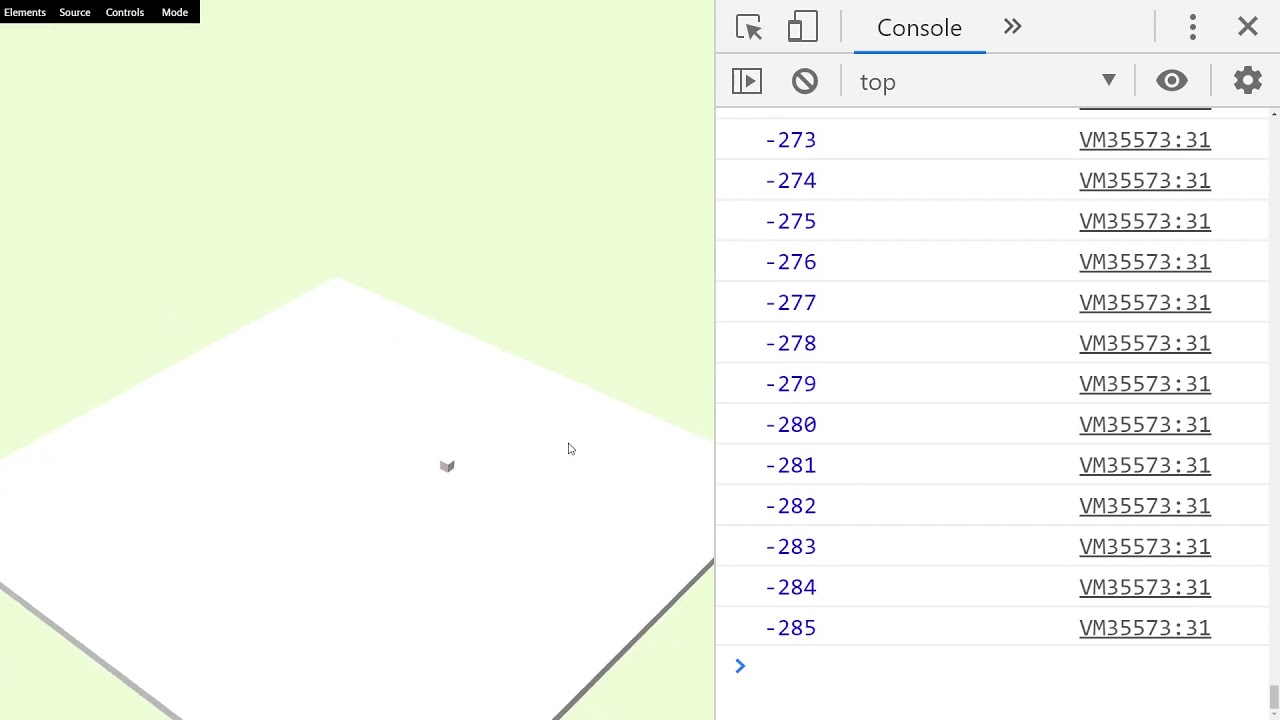 Elements Source Controls Mode
Console
top
-273 VM35573:31
-274 VM35573:31
-275 VM35573:31
-276 VM35573:31
-277 VM35573:31
-278 VM35573:31
-279 VM35573:31
-280 VM35573:31
-281 VM35573:31
-282 VM35573:31
-283 VM35573:31
-284 VM35573:31
-285 VM35573:31